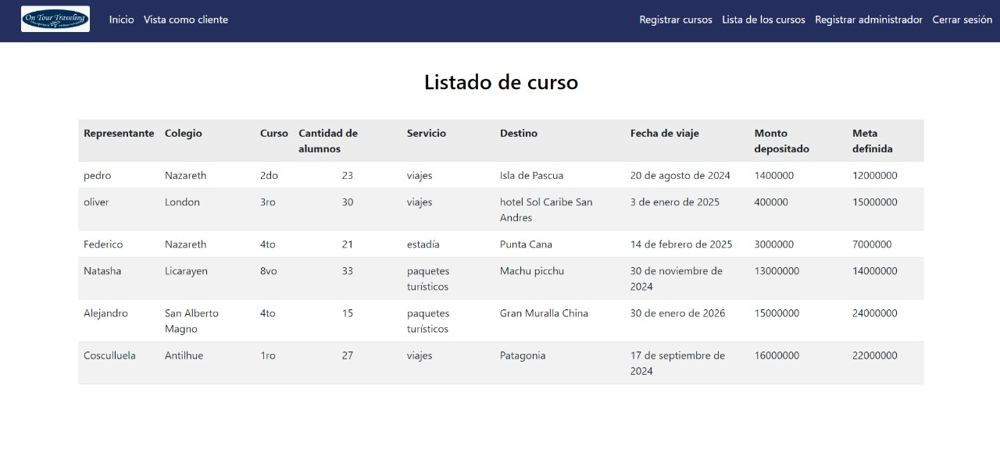 On Tour Traveling
Inicio Vista como cliente Registrar cursos Lista de los cursos Registrar administrador Cerrar sesión
Listado de curso
Representante Colegio Curso Cantidad de alumnos Servicio Destino Fecha de viaje Monto depositado Meta definida
pedro Nazareth 2do 23 viajes Isla de Pascua 20 de agosto de 2024 1400000 12000000
oliver London 3ro 30 viajes hotel Sol Caribe San Andres 3 de enero de 2025 400000 15000000
Federico Nazareth 4to 21 estadía Punta Cana 14 de febrero de 2025 3000000 7000000
Natasha Licarayen 8vo 33 paquetes turísticos Machu picchu 30 de noviembre de 2024 13000000 14000000
Alejandro San Alberto Magno 4to 15 paquetes turísticos Gran Muralla China 30 de enero de 2026 15000000 24000000
Cosculluela Antilhue 1ro 27 viajes Patagonia 17 de septiembre de 2024 16000000 22000000